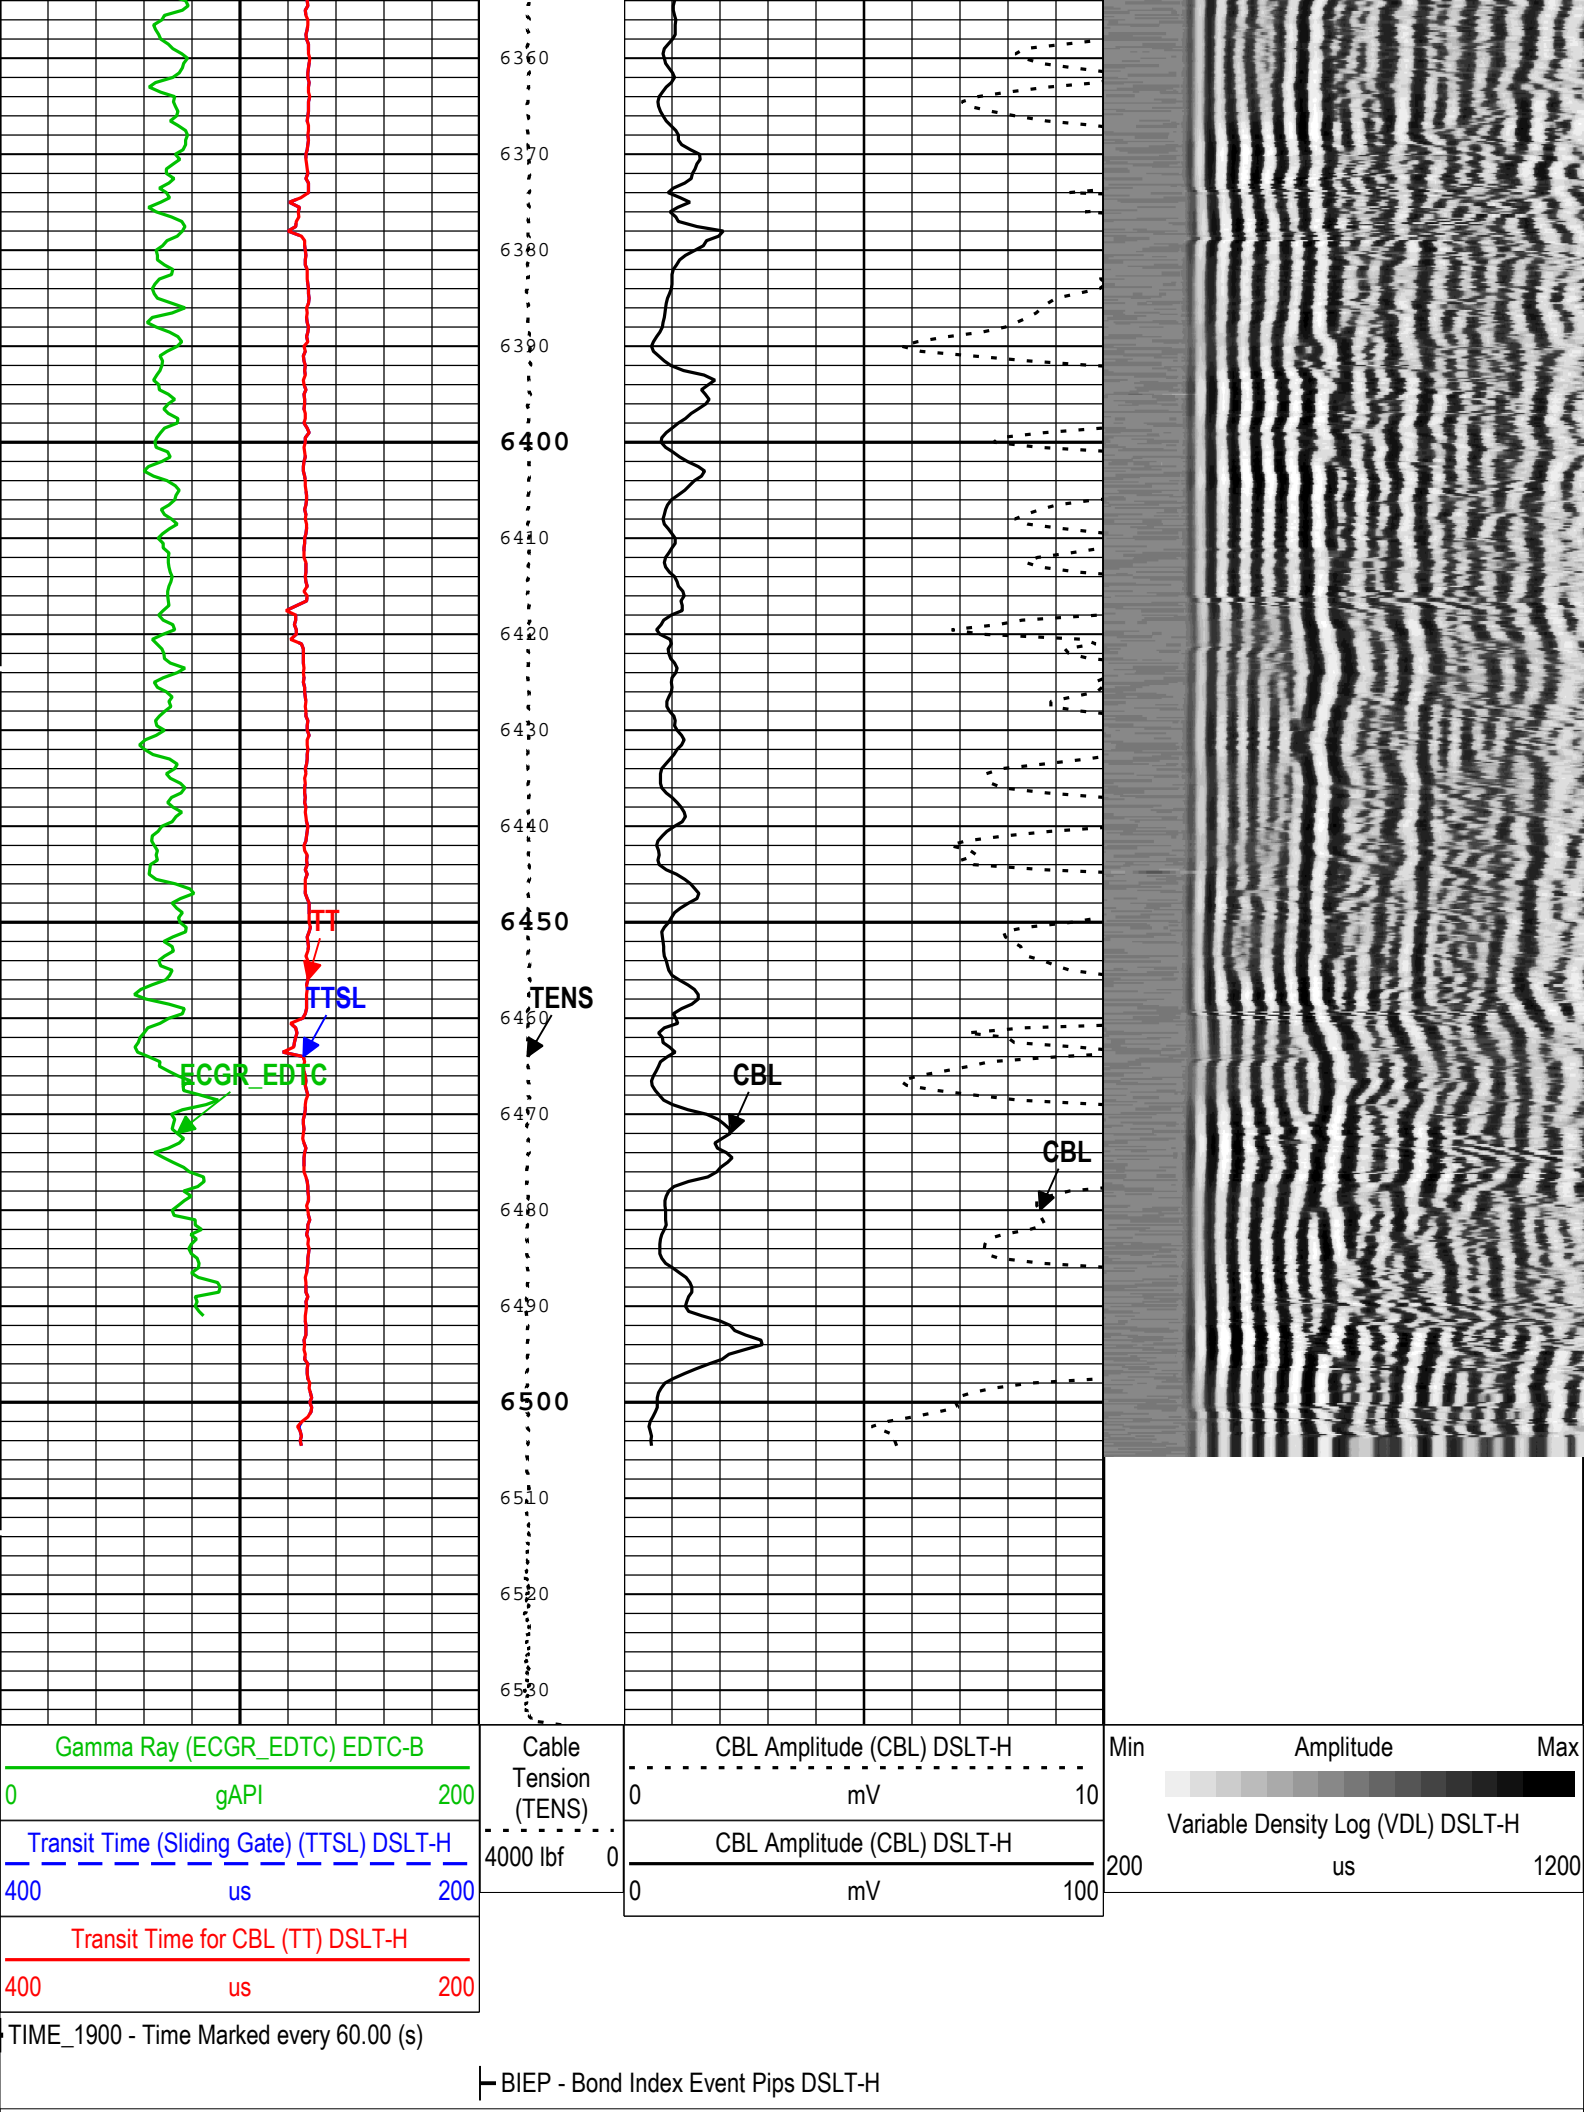 6360
6370
6380
6390
6400
6410
6420
6430
6440
6450
TT
TTSL
TENS
6460
ECGR_EDTC
CBL
6470
CBL
6480
6490
6500
6510
6520
6530
Gamma Ray (ECGR_EDTC) EDTC-B
0 gAPI 200
Transit Time (Sliding Gate) (TTSL) DSLT-H
400 us 200
Transit Time for CBL (TT) DSLT-H
400 us 200
Cable
Tension
(TENS)
4000 lbf 0
CBL Amplitude (CBL) DSLT-H
0 mV 10
CBL Amplitude (CBL) DSLT-H
0 mV 100
Min Amplitude Max
Variable Density Log (VDL) DSLT-H
200 us 1200
TIME_1900 - Time Marked every 60.00 (s)
BIEP - Bond Index Event Pips DSLT-H